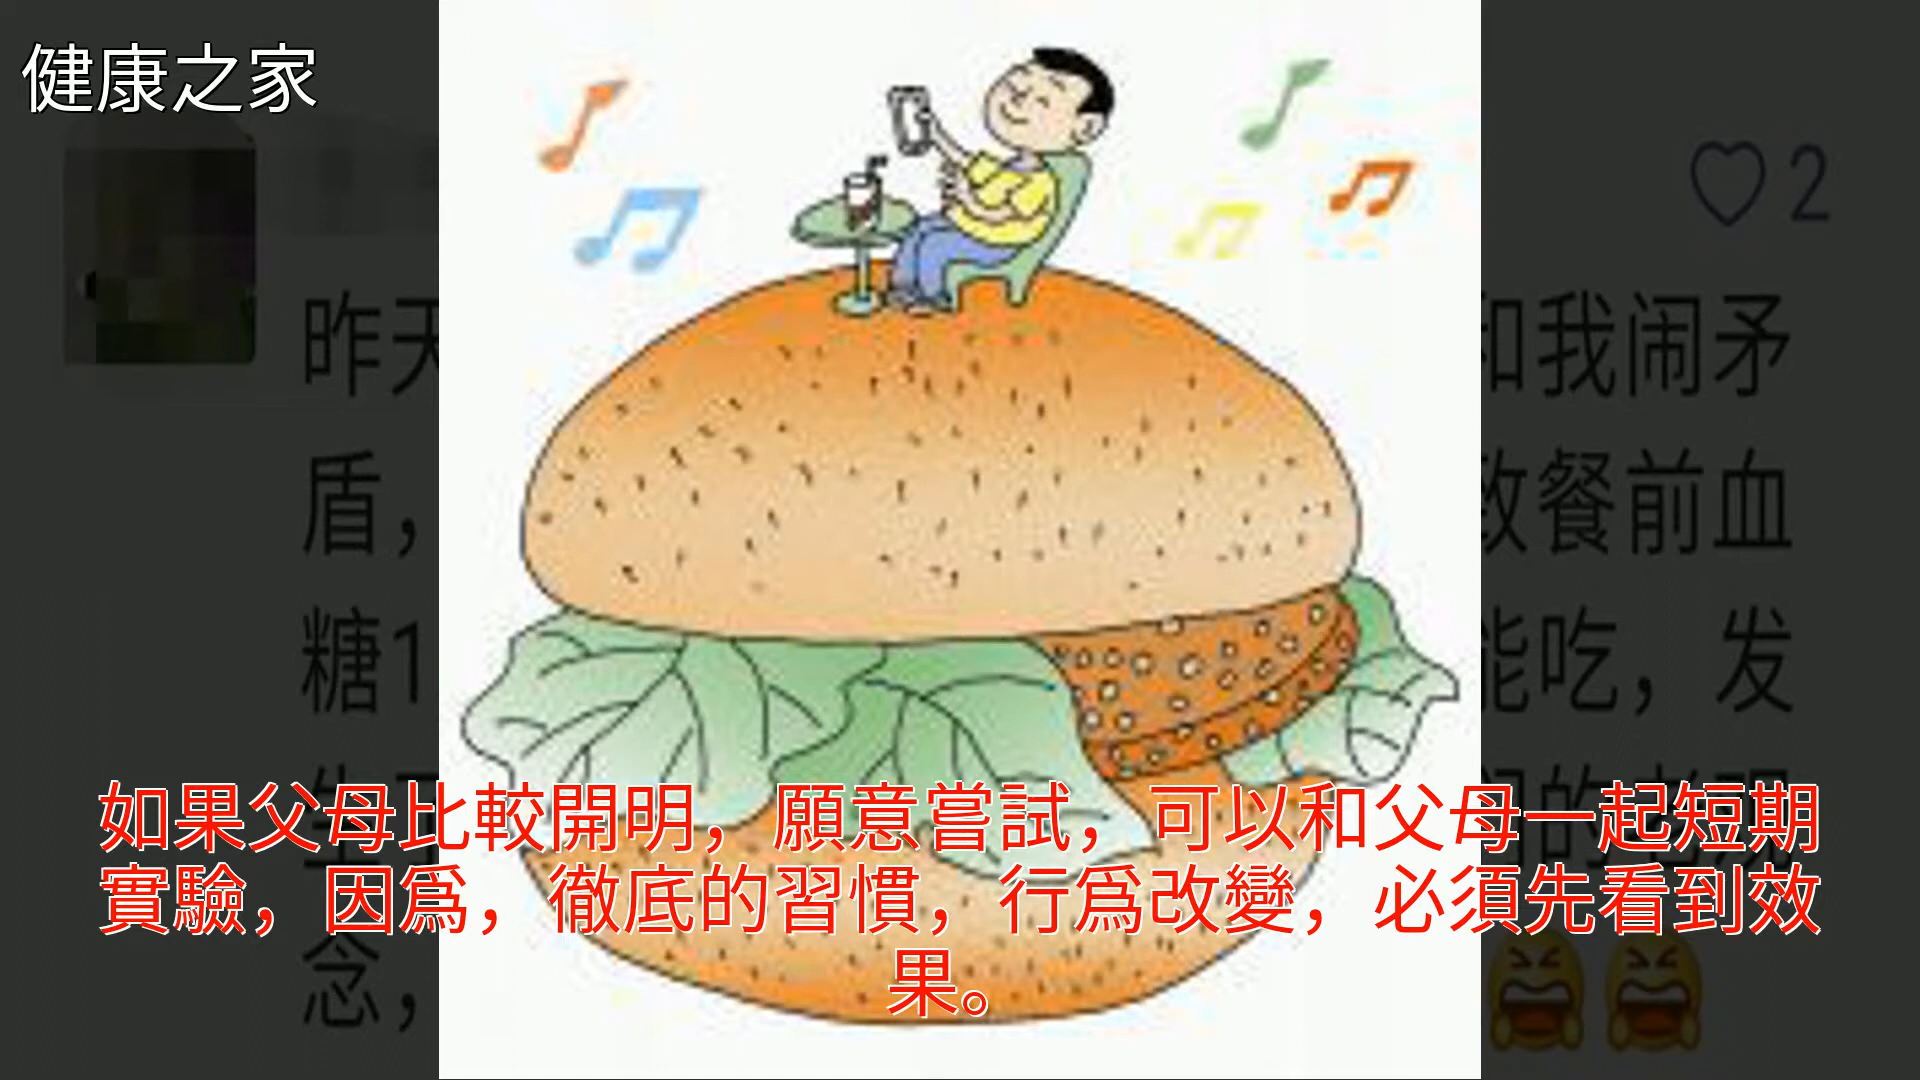 健康之家
2
昨天
和我闹矛
盾，
致餐前血
糖1
能吃，发
念，
如果父母比較開明，願意嘗試，可以和父母一起短期
實驗，因爲，徹底的習慣，行爲改變，必須先看到效
果。